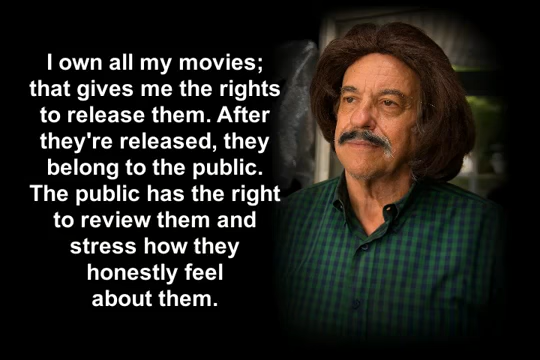 I own all my movies;
that gives me the rights
to release them. After
they're released, they
belong to the public.
The public has the right
to review them and
stress how they
honestly feel
about them.